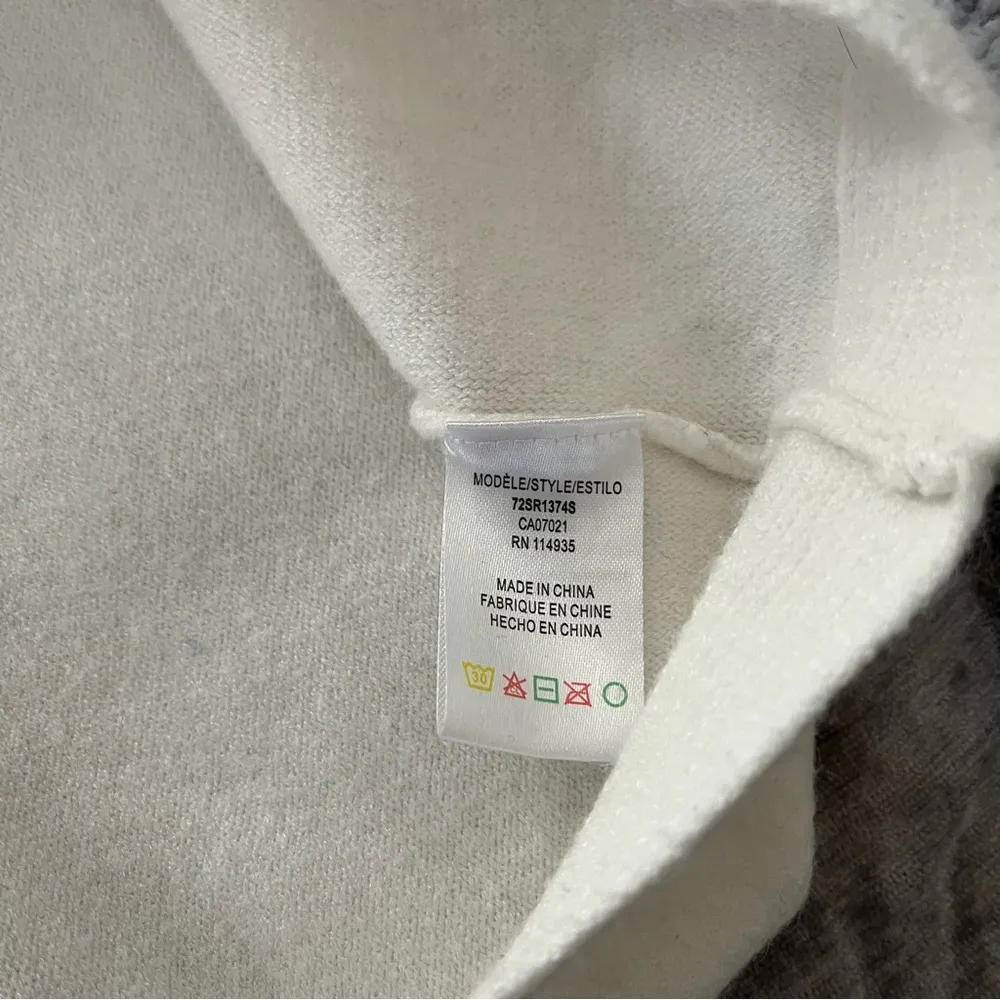 MODÈLE/STYLE/ESTILO
72SR1374S
CA07021
RN 114935
MADE IN CHINA
FABRIQUE EN CHINE
HECHO EN CHINA
30